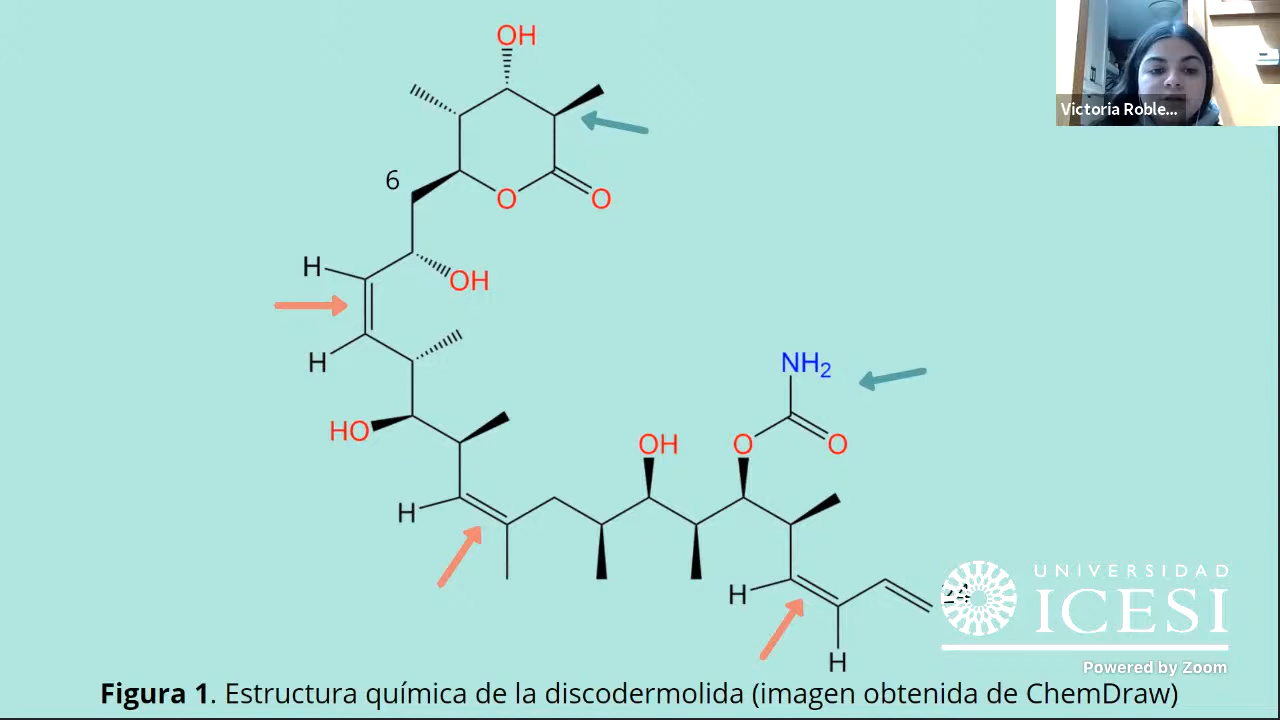 OH
Victoria Roble...
6
O
O
H
OH
H
NH2
HO
OH
O
O
H
H
24
H
UNIVERSIDAD
ICESI
Powered by Zoom
Figura 1. Estructura química de la discodermolida (imagen obtenida de ChemDraw)